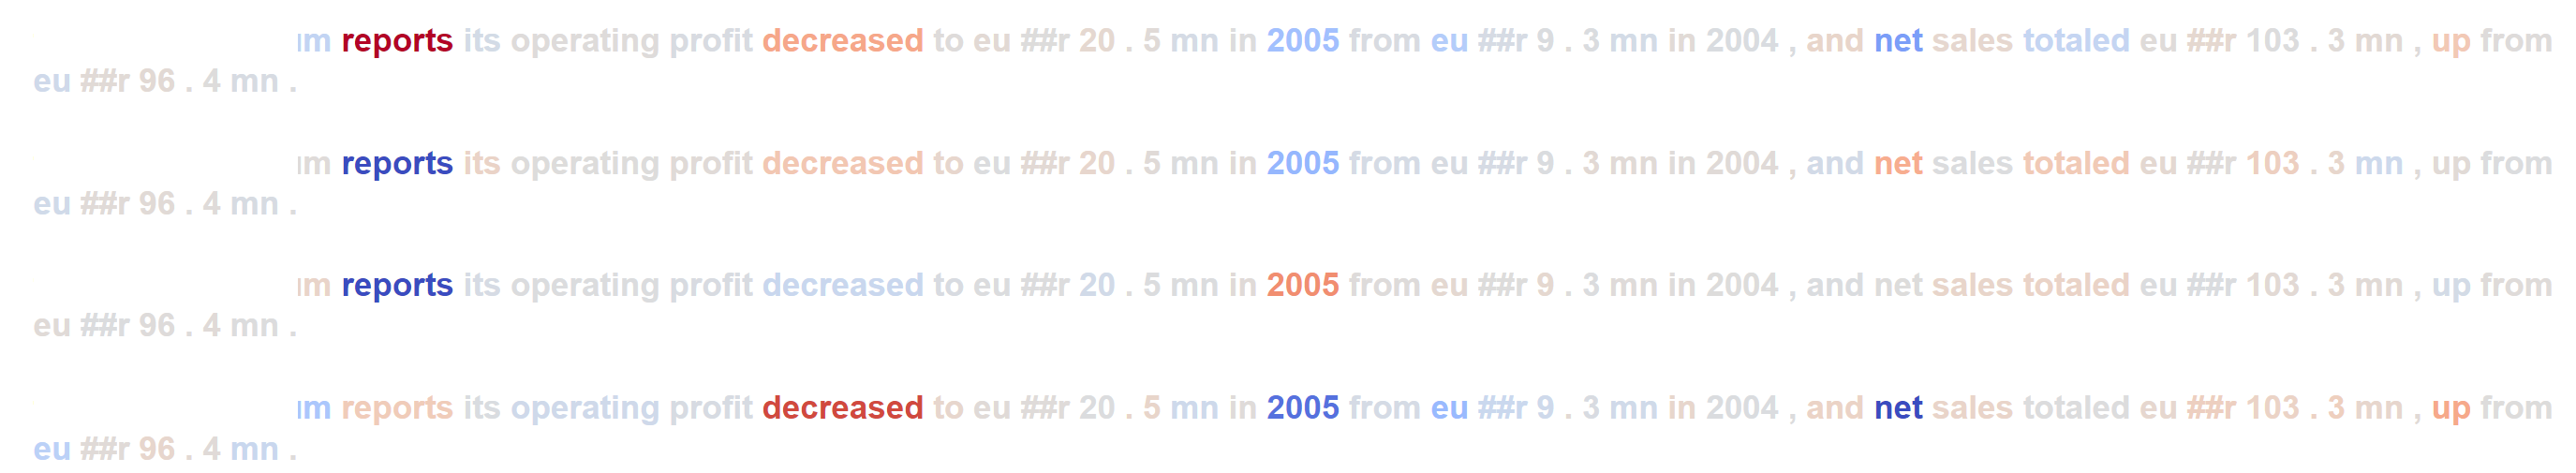 reports its operating profit decreased to eu ##r 20 . 5 mn in 2005 from eu ##r 9 . 3 mn in 2004 , and net sales totaled eu ##r 103 . 3 mn , up from
eu ##r 96 . 4 mn .
reports its operating profit decreased to eu ##r 20 . 5 mn in 2005 from eu ##r 9 . 3 mn in 2004 , and net sales totaled eu ##r 103 . 3 mn , up from
eu ##r 96 . 4 mn .
reports its operating profit decreased to eu ##r 20 . 5 mn in 2005 from eu ##r 9 . 3 mn in 2004 , and net sales totaled eu ##r 103 . 3 mn , up from
eu ##r 96 . 4 mn .
reports its operating profit decreased to eu ##r 20 . 5 mn in 2005 from eu ##r 9 . 3 mn in 2004 , and net sales totaled eu ##r 103 . 3 mn , up from
eu ##r 96 . 4 mn .